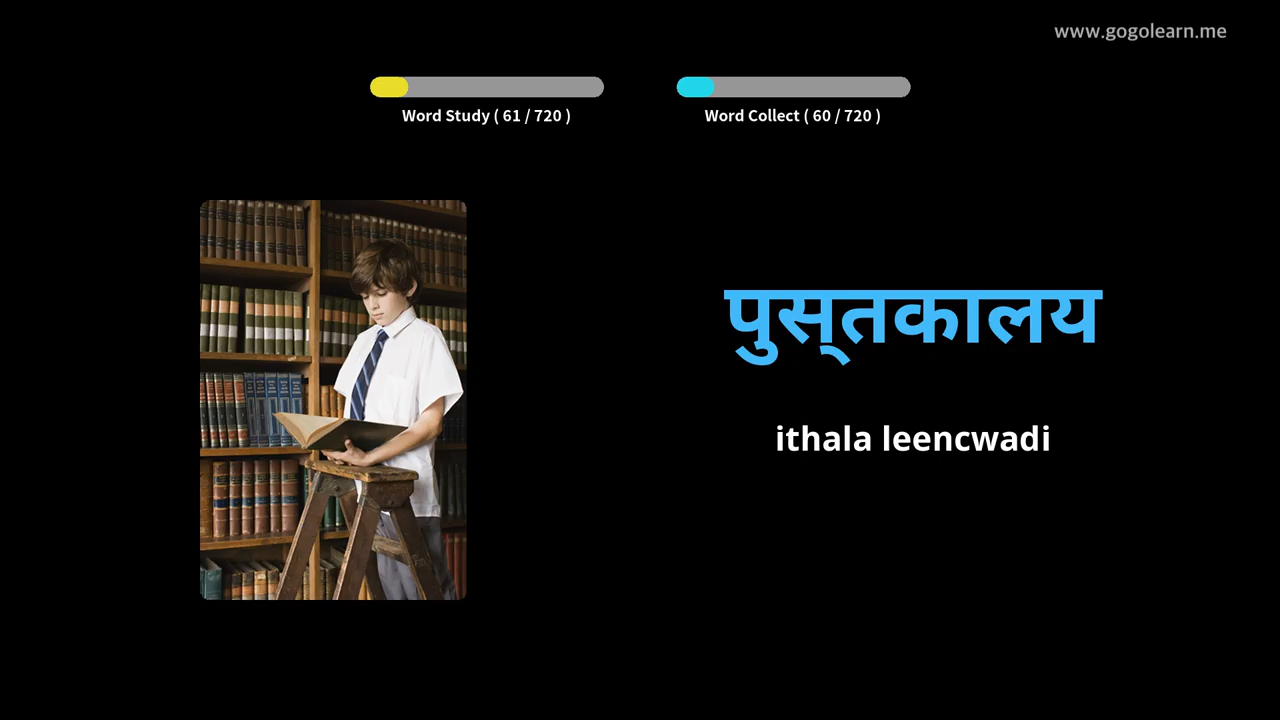 www.gogolearn.me
Word Study ( 61 / 720 )
Word Collect ( 60 / 720 )
पुस्‌तकालय
ithala leencwadi